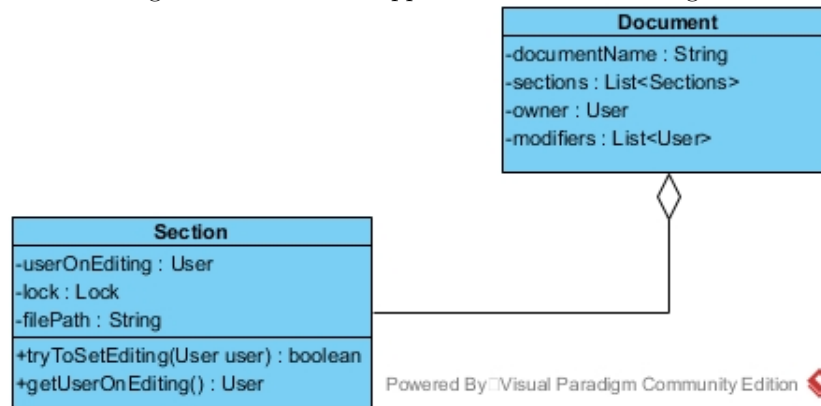 Document
-documentName : String
-sections : List<Sections>
-owner : User
-modifiers : List<User>
Section
-userOnEditing : User
-lock : Lock
-filePath : String
+tryToSetEditing(User user) : boolean
+getUserOnEditing() : User
Powered By Visual Paradigm Community Edition